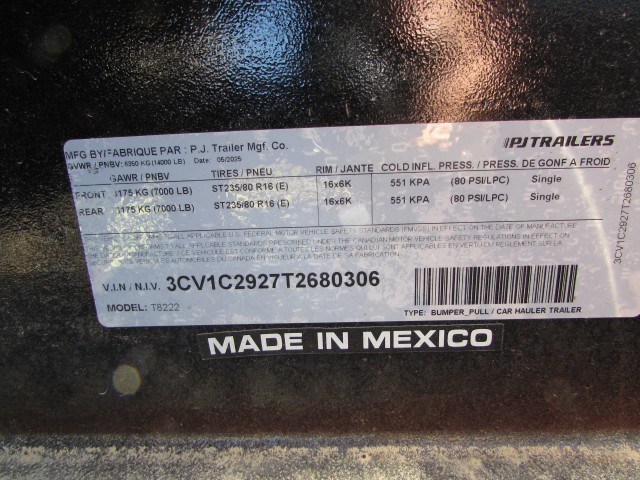 MFG BY/FABRIQUE PAR : P.J. Trailer Mfg. Co.
PJTRAILERS
GVWR / PNBV: 6350 KG (14000 LB) Date: 05/2025
GAWR / PNBV TIRES / PNEU RIM / JANTE COLD INFL. PRESS. / PRESS - DE GONF A FROID
FRONT 3175 KG (7000 LB) ST235/80 R16 (E) 16x6K 551 KPA (80 PSI/LPC) Single
REAR 3175 KG (7000 LB) ST235/80 R16 (E) 16x6K 551 KPA (80 PSI/LPC) Single
V.I.N / N.I.V. 3CV1C2927T2680306
MODEL: T8222
TYPE: BUMPER_PULL / CAR HAULER TRAILER
3CV1C2927T2680306
MADE IN MEXICO